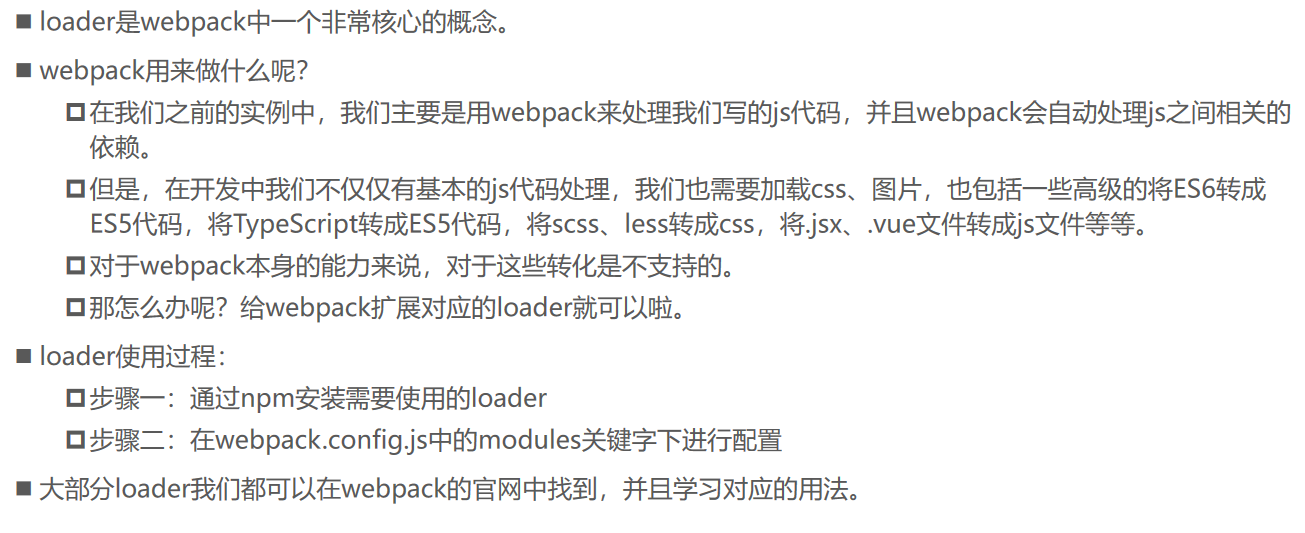 ■ loader是webpack中一个非常核心的概念。
■ webpack用来做什么呢？
在我们之前的实例中，我们主要是用webpack来处理我们写的js代码，并且webpack会自动处理js之间相关的
依赖。
但是，在开发中我们不仅仅有基本的js代码处理，我们也需要加载css、图片，也包括一些高级的将ES6转成
ES5代码，将TypeScript转成ES5代码，将scss、less转成css，将.jsx、.vue文件转成js文件等等。
对于webpack本身的能力来说，对于这些转化是不支持的。
那怎么办呢？给webpack扩展对应的loader就可以啦。
■ loader使用过程：
步骤一：通过npm安装需要使用的loader
步骤二：在webpack.config.js中的modules关键字下进行配置
■ 大部分loader我们都可以在webpack的官网中找到，并且学习对应的用法。